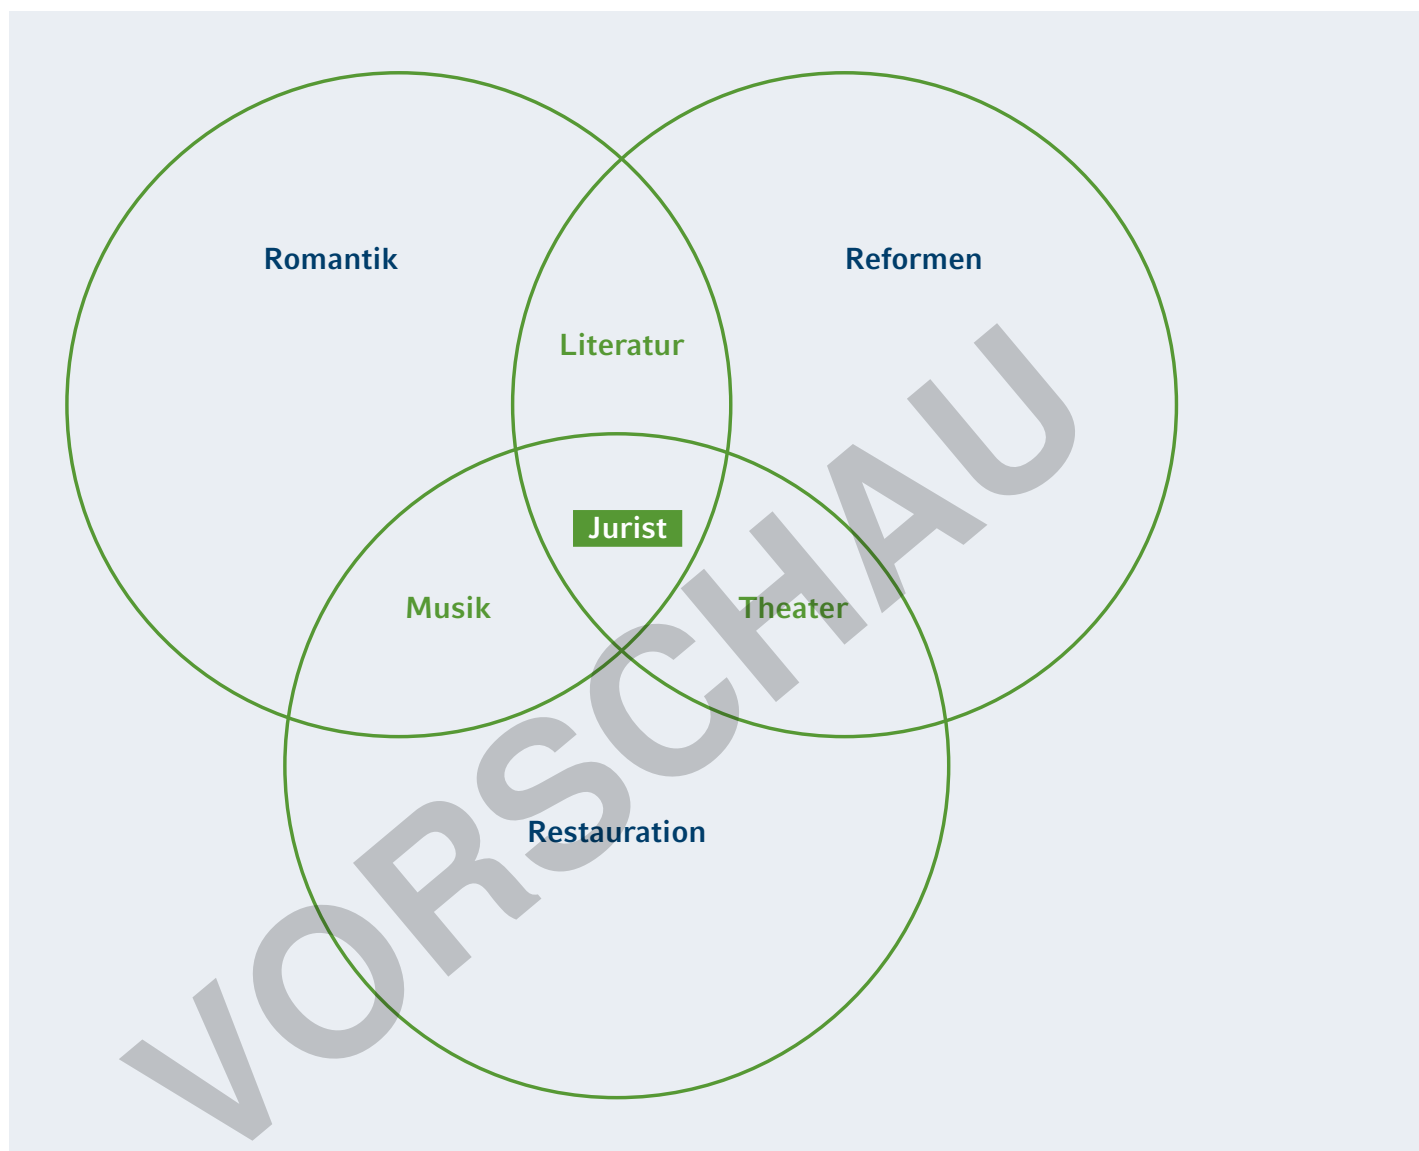 Romantik
Reformen
Literatur
Jurist
Musik
Theater
Restauration
VORSCHAU